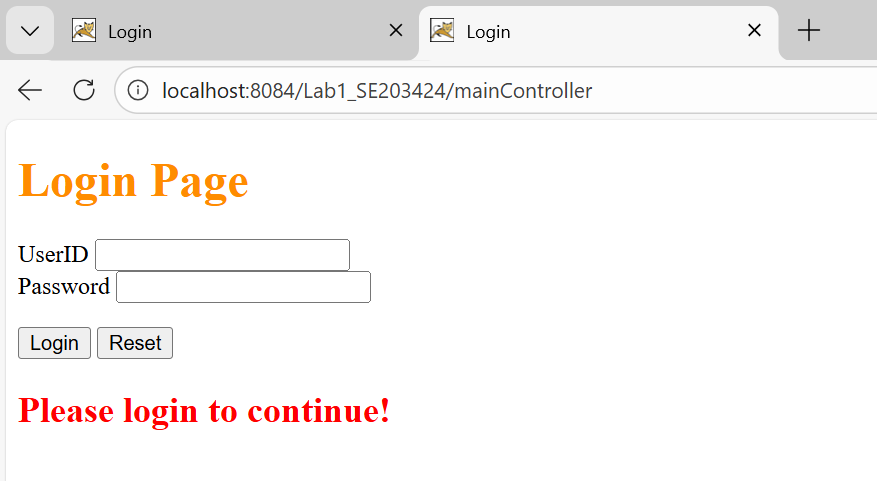 Login
Login
localhost:8084/Lab1_SE203424/mainController
Login Page
UserID
Password
Login Reset
Please login to continue!